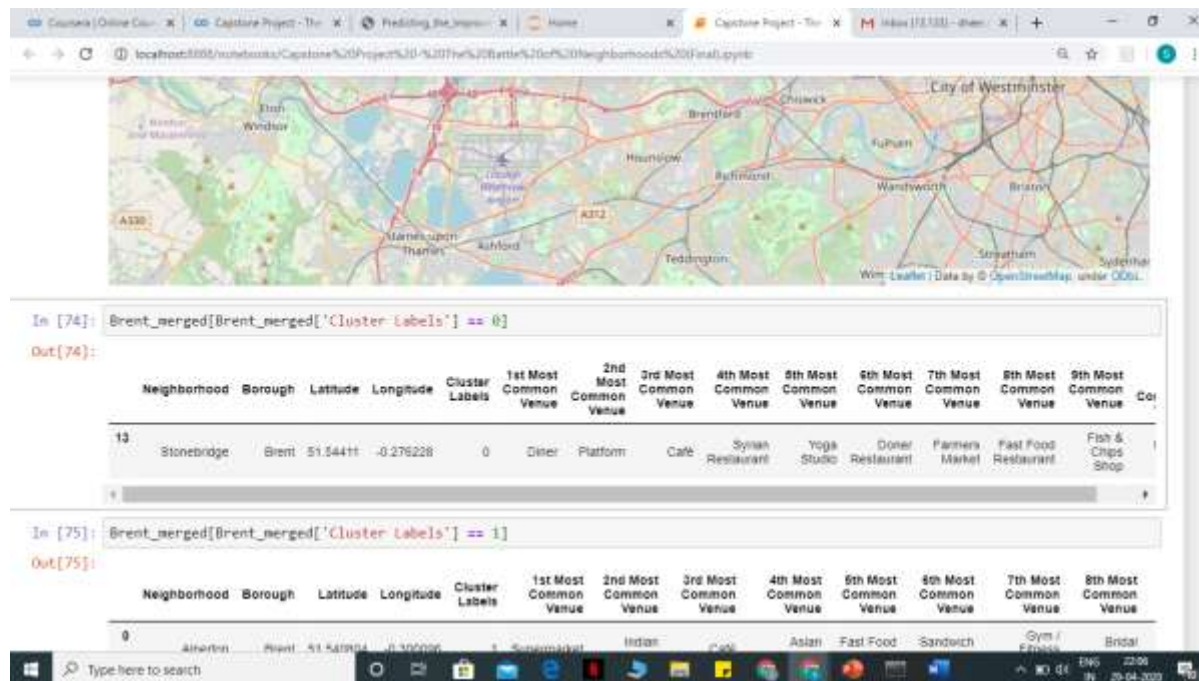 Coursera | Online Cour
Capstone Project - The
Predicting_the_Improv
Home
Capstone Project - The
Inbox
localhost:8888/notebooks/Capstone%20Project%20-%20The%20Battle%20of%20Neighborhoods%20(Final).ipynb
City of Westminster
Eton
Windsor
Brentford
Chiswick
Fulham
Hounslow
Richmond
Wandsworth
Brixton
A330
A312
Staines-upon-
Thames
Ashford
Teddington
Streatham
Sydenham
Leaflet | Data by © OpenStreetMap, under ODbL.
In [74]: Brent_merged[Brent_merged['Cluster Labels'] == 0]
Out[74]:
Neighborhood Borough Latitude Longitude Cluster Labels 1st Most Common Venue 2nd Most Common Venue 3rd Most Common Venue 4th Most Common Venue 5th Most Common Venue 6th Most Common Venue 7th Most Common Venue 8th Most Common Venue 9th Most Common Venue
13 Stonebridge Brent 51.54411 -0.276228 0 Diner Platform Café Syrian Restaurant Yoga Studio Doner Restaurant Farmers Market Fast Food Restaurant Fish & Chips Shop
In [75]: Brent_merged[Brent_merged['Cluster Labels'] == 1]
Out[75]:
Neighborhood Borough Latitude Longitude Cluster Labels 1st Most Common Venue 2nd Most Common Venue 3rd Most Common Venue 4th Most Common Venue 5th Most Common Venue 6th Most Common Venue 7th Most Common Venue 8th Most Common Venue
0 Alperton Brent 1 Supermarket Indian Café Asian Fast Food Sandwich Gym / Fitness Bridal
Type here to search
ENG
IN
22:06
29-04-2020